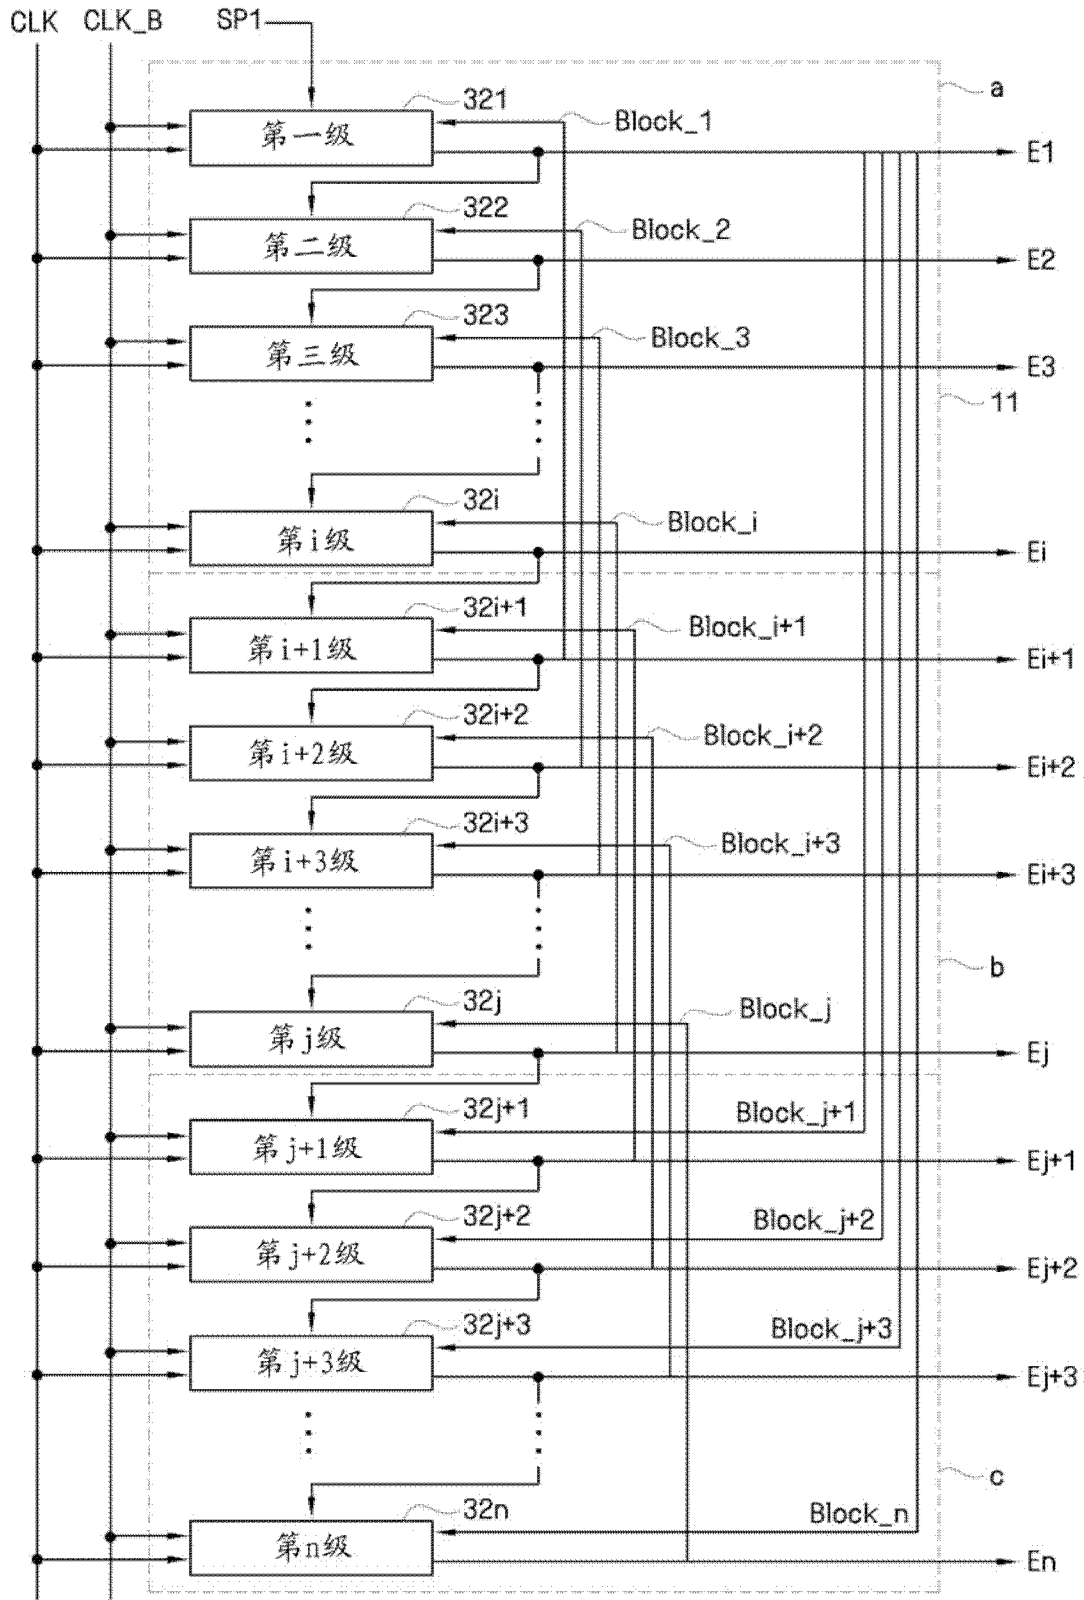 CLK CLK_B SP1
a
321
Block_1
第一级
E1
322
Block_2
第二级
E2
323
Block_3
第三级
E3
11
32i
Block_i
第i级
Ei
32i+1
Block_i+1
第i+1级
Ei+1
32i+2
Block_i+2
第i+2级
Ei+2
32i+3
Block_i+3
第i+3级
Ei+3
b
32j
Block_j
第j级
Ej
32j+1
Block_j+1
第j+1级
Ej+1
32j+2
Block_j+2
第j+2级
Ej+2
32j+3
Block_j+3
第j+3级
Ej+3
c
32n
Block_n
第n级
En